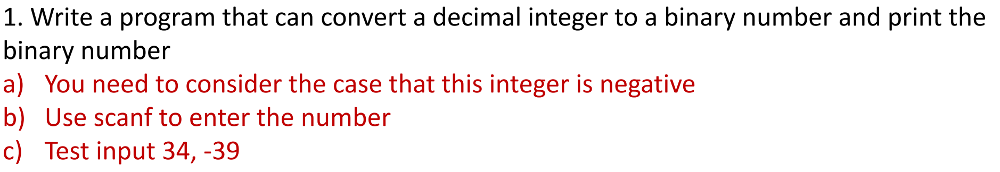 1. Write a program that can convert a decimal integer to a binary number and print the
binary number
a) You need to consider the case that this integer is negative
b) Use scanf to enter the number
c) Test input 34, -39